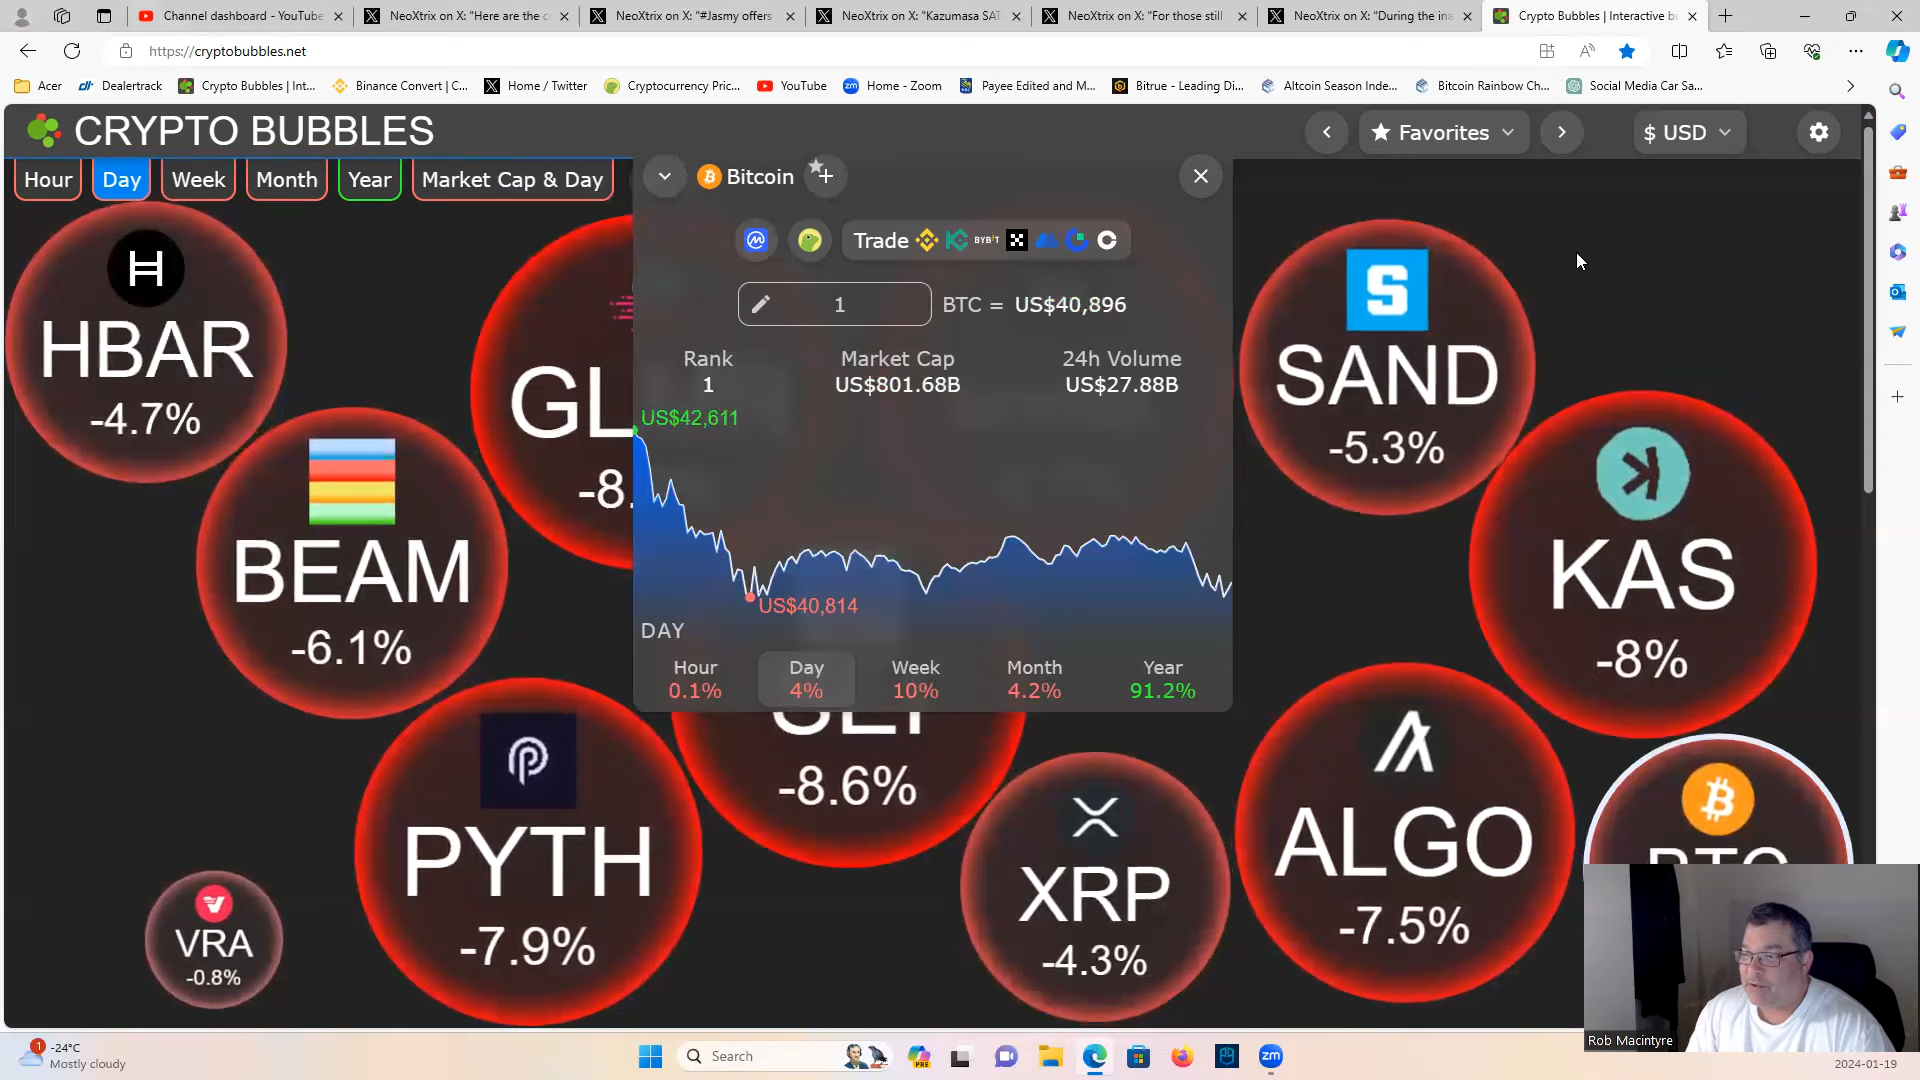 Channel dashboard - YouTube
NeoXtrix on X: "Here are the c
NeoXtrix on X: "#Jasmy offers
NeoXtrix on X: "Kazumasa SAT
NeoXtrix on X: "For those still
NeoXtrix on X: "During the ina
Crypto Bubbles | Interactive bu
https://cryptobubbles.net
Acer
Dealertrack
Crypto Bubbles | Int...
Binance Convert | C...
Home / Twitter
Cryptocurrency Pric...
YouTube
Home - Zoom
Payee Edited and M...
Bitrue - Leading Di...
Altcoin Season Inde...
Bitcoin Rainbow Ch...
Social Media Car Sa...
CRYPTO BUBBLES
Favorites
$ USD
Hour
Day
Week
Month
Year
Market Cap & Day
Bitcoin
Trade
BYBIT
1
BTC = US$40,896
Rank
1
Market Cap
US$801.68B
24h Volume
US$27.88B
US$42,611
US$40,814
DAY
Hour
0.1%
Day
4%
Week
10%
Month
4.2%
Year
91.2%
HBAR
-4.7%
BEAM
-6.1%
GL
-8.
PYTH
-7.9%
VRA
-0.8%
-8.6%
XRP
-4.3%
SAND
-5.3%
KAS
-8%
ALGO
-7.5%
BTC
Rob Macintyre
1
-24°C
Mostly cloudy
Search
PRE
zm
2024-01-19